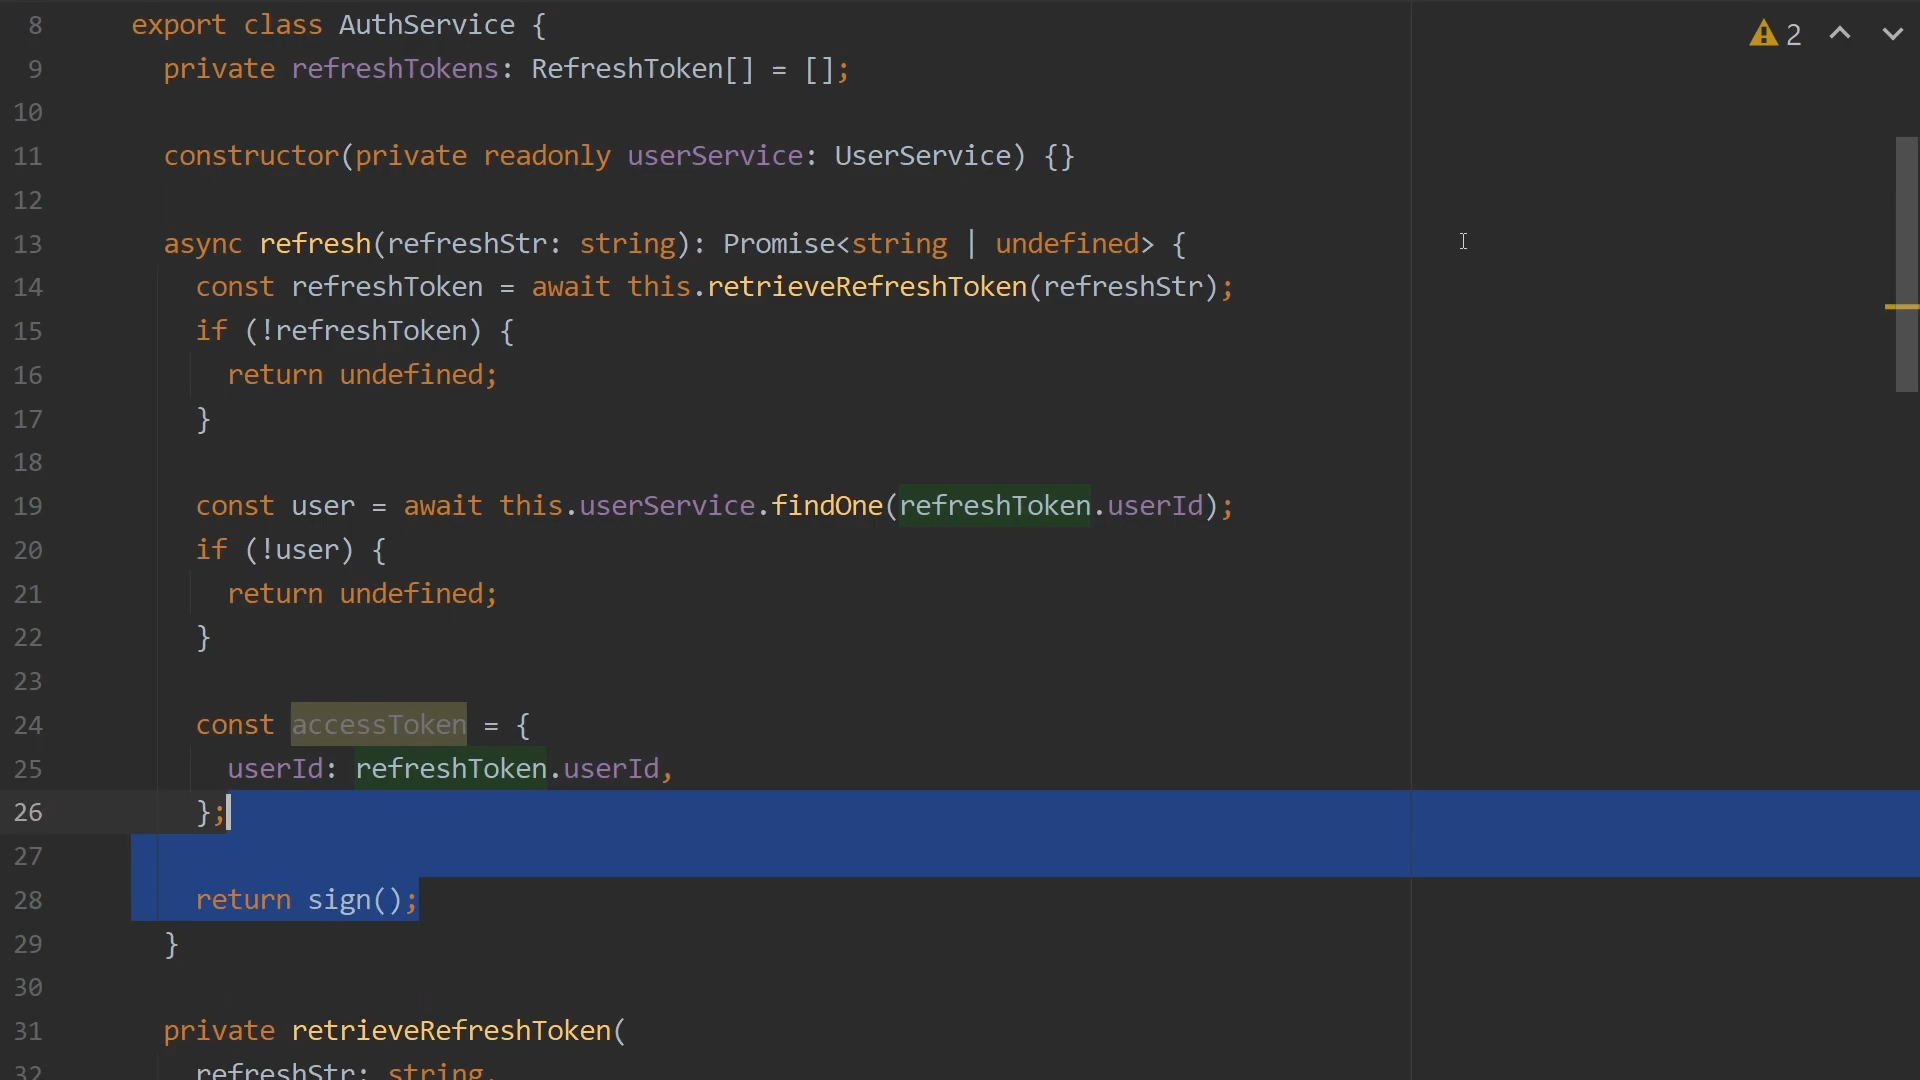 2
8 export class AuthService {
9 private refreshTokens: RefreshToken[] = [];
10
11 constructor(private readonly userService: UserService) {}
12
13 async refresh(refreshStr: string): Promise<string | undefined> {
14 const refreshToken = await this.retrieveRefreshToken(refreshStr);
15 if (!refreshToken) {
16 return undefined;
17 }
18
19 const user = await this.userService.findOne(refreshToken.userId);
20 if (!user) {
21 return undefined;
22 }
23
24 const accessToken = {
25 userId: refreshToken.userId,
26 };
27
28 return sign();
29 }
30
31 private retrieveRefreshToken(
32 refreshStr: string,